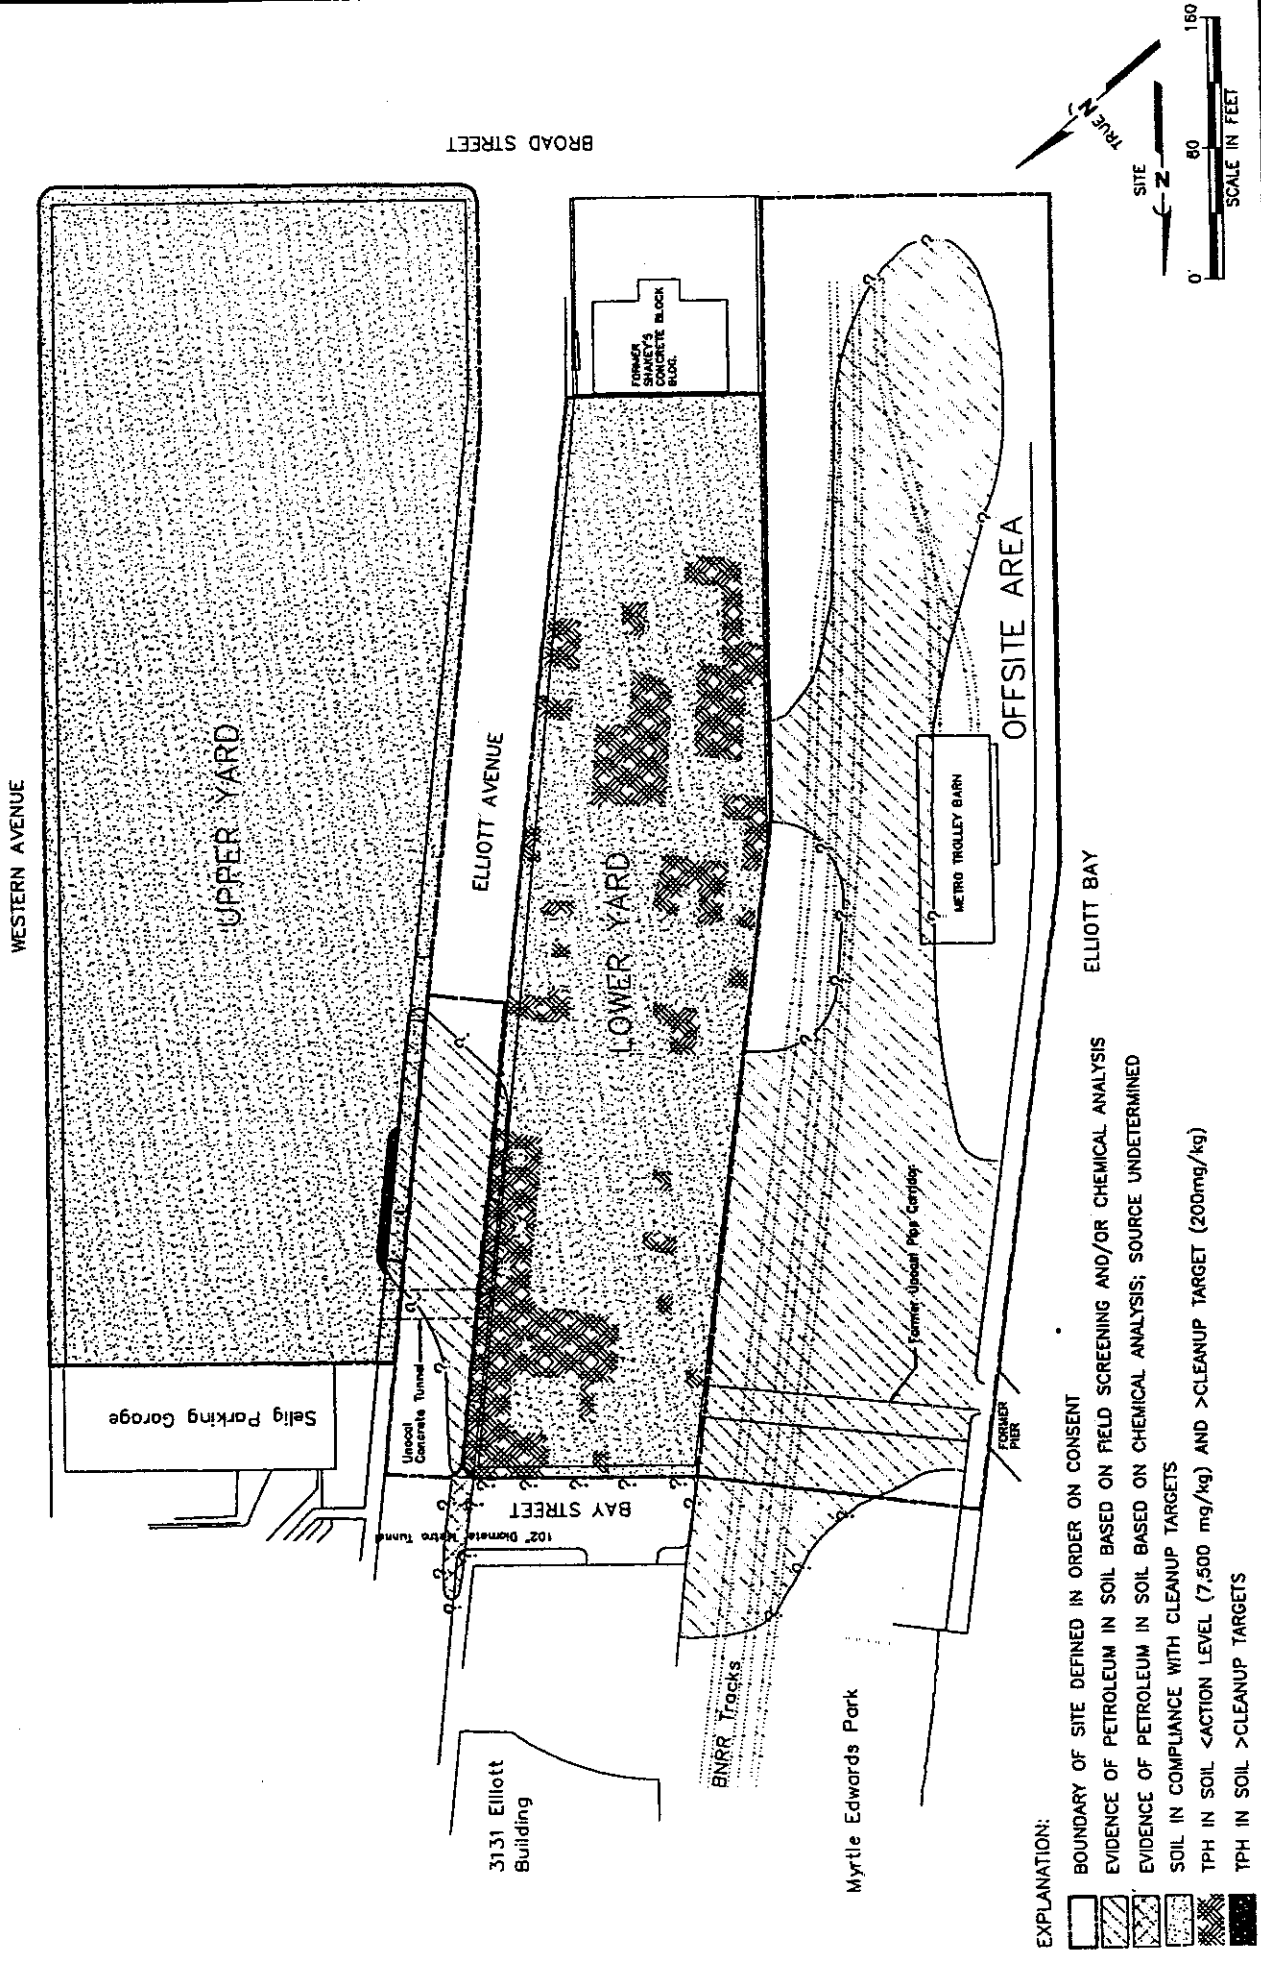 WESTERN AVENUE
BROAD STREET
UPPER YARD
Selig Parking Garage
ELLIOTT AVENUE
Unocal
Concrete Tunnel
102" Diameter Metro Tunnel
BAY STREET
LOWER YARD
FORMER
SHAKEY'S
CONCRETE BLOCK
BLDG.
3131 Elliott
Building
BNRR Tracks
Myrtle Edwards Park
Former Unocal Pipe Corridor
FORMER
PIER
METRO TROLLEY BARN
OFFSITE AREA
ELLIOTT BAY
TRUE N
SITE
N
0'
80
160
SCALE IN FEET
EXPLANATION:
BOUNDARY OF SITE DEFINED IN ORDER ON CONSENT
EVIDENCE OF PETROLEUM IN SOIL BASED ON FIELD SCREENING AND/OR CHEMICAL ANALYSIS
EVIDENCE OF PETROLEUM IN SOIL BASED ON CHEMICAL ANALYSIS; SOURCE UNDETERMINED
SOIL IN COMPLIANCE WITH CLEANUP TARGETS
TPH IN SOIL <ACTION LEVEL (7,500 mg/kg) AND >CLEANUP TARGET (200mg/kg)
TPH IN SOIL >CLEANUP TARGETS